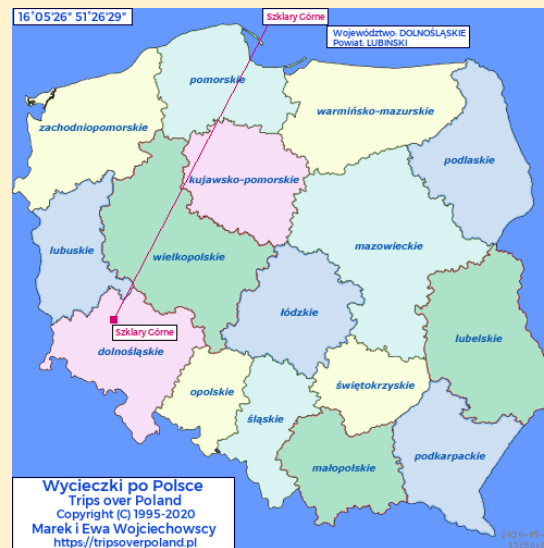 16°05'26" 51°26'29"
Szklary Górne
Województwo: DOLNOŚLĄSKIE
Powiat: LUBIŃSKI
pomorskie
warmińsko-mazurskie
zachodniopomorskie
podlaskie
kujawsko-pomorskie
lubuskie
wielkopolskie
mazowieckie
łódzkie
Szklary Górne
lubelskie
dolnośląskie
opolskie
świętokrzyskie
śląskie
podkarpackie
małopolskie
Wycieczki po Polsce
Trips over Poland
Copyright (C) 1995-2020
Marek i Ewa Wojciechowscy
https://tripsoverpoland.pl